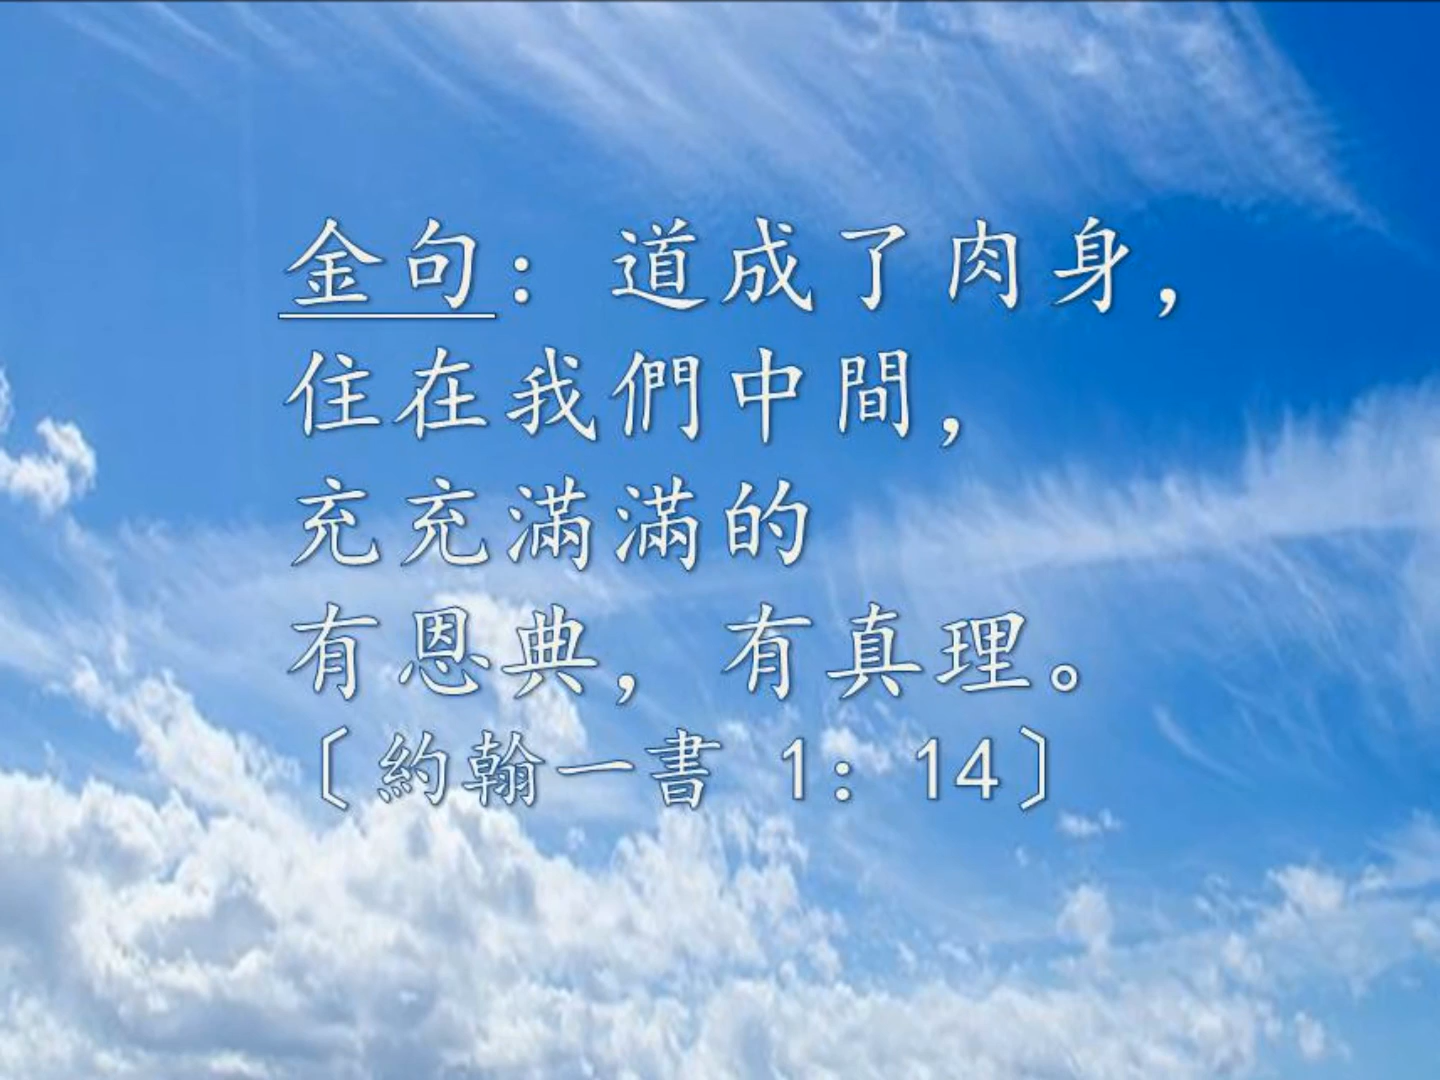 金句：道成了肉身，
住在我們中間，
充充滿滿的
有恩典，有真理。
〔約翰一書 1：14〕